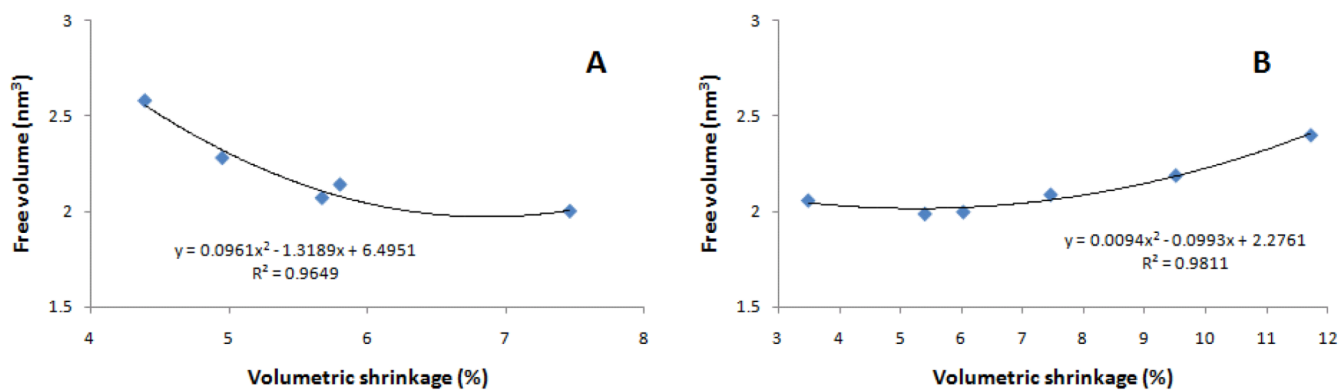 A
Free volume (nm³)
3
2.5
2
1.5
y = 0.0961x² - 1.3189x + 6.4951
R² = 0.9649
4 5 6 7 8
Volumetric shrinkage (%)
B
Free volume (nm³)
3
2.5
2
1.5
y = 0.0094x² - 0.0993x + 2.2761
R² = 0.9811
3 4 5 6 7 8 9 10 11 12
Volumetric shrinkage (%)